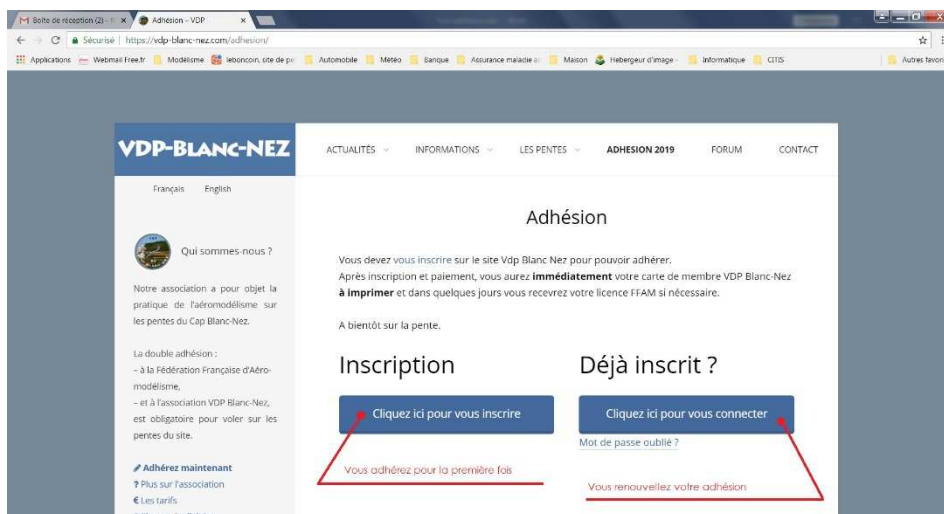 Boîte de réception (2) -
Adhésion – VDP
Sécurisé | https://vdp-blanc-nez.com/adhesion/
Applications Webmail Free.fr Modélisme leboncoin, site de pe Automobile Météo Banque Assurance maladie Maison Hebergeur d'image - Informatique CITIS Autres favori
VDP-BLANC-NEZ
ACTUALITÉS INFORMATIONS LES PENTES ADHESION 2019 FORUM CONTACT
Français English
Qui sommes-nous ?
Notre association a pour objet la
pratique de l'aéromodélisme sur
les pentes du Cap Blanc-Nez.
La double adhésion :
– à la Fédération Française d'Aéro-
modélisme,
– et à l'association VDP Blanc-Nez,
est obligatoire pour voler sur les
pentes du site.
Adhérez maintenant
? Plus sur l'association
€ Les tarifs
Adhésion
Vous devez vous inscrire sur le site Vdp Blanc Nez pour pouvoir adhérer.
Après inscription et paiement, vous aurez immédiatement votre carte de membre VDP Blanc-Nez
à imprimer et dans quelques jours vous recevrez votre licence FFAM si nécessaire.
A bientôt sur la pente.
Inscription
Cliquez ici pour vous inscrire
Vous adhérez pour la première fois
Déjà inscrit ?
Cliquez ici pour vous connecter
Mot de passe oublié ?
Vous renouvellez votre adhésion